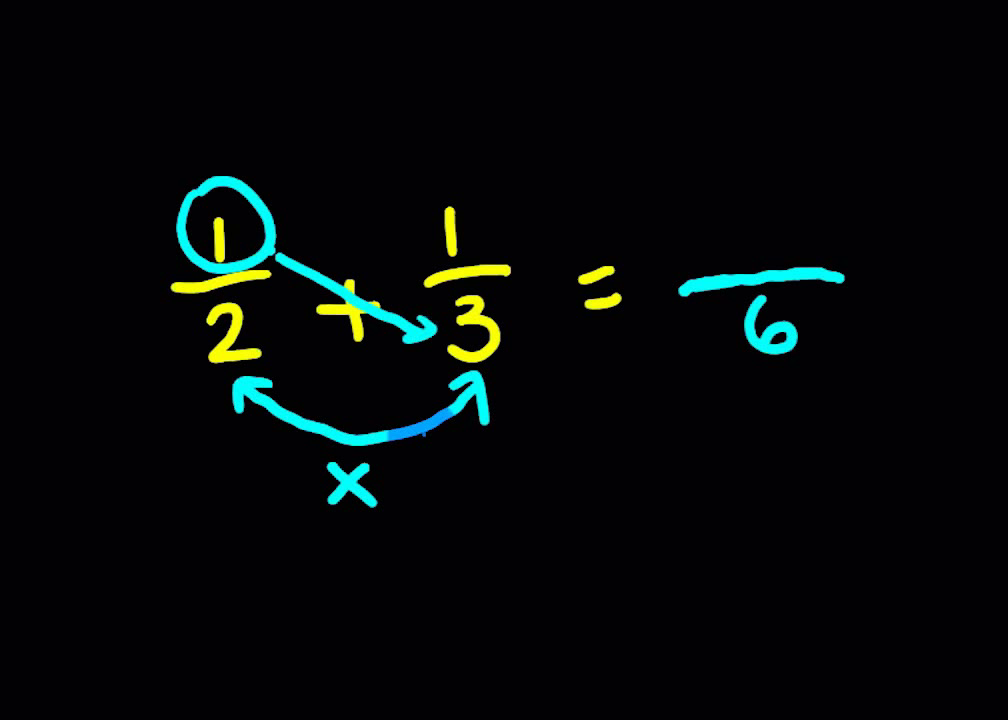 1/2 + 1/3 = /6
×